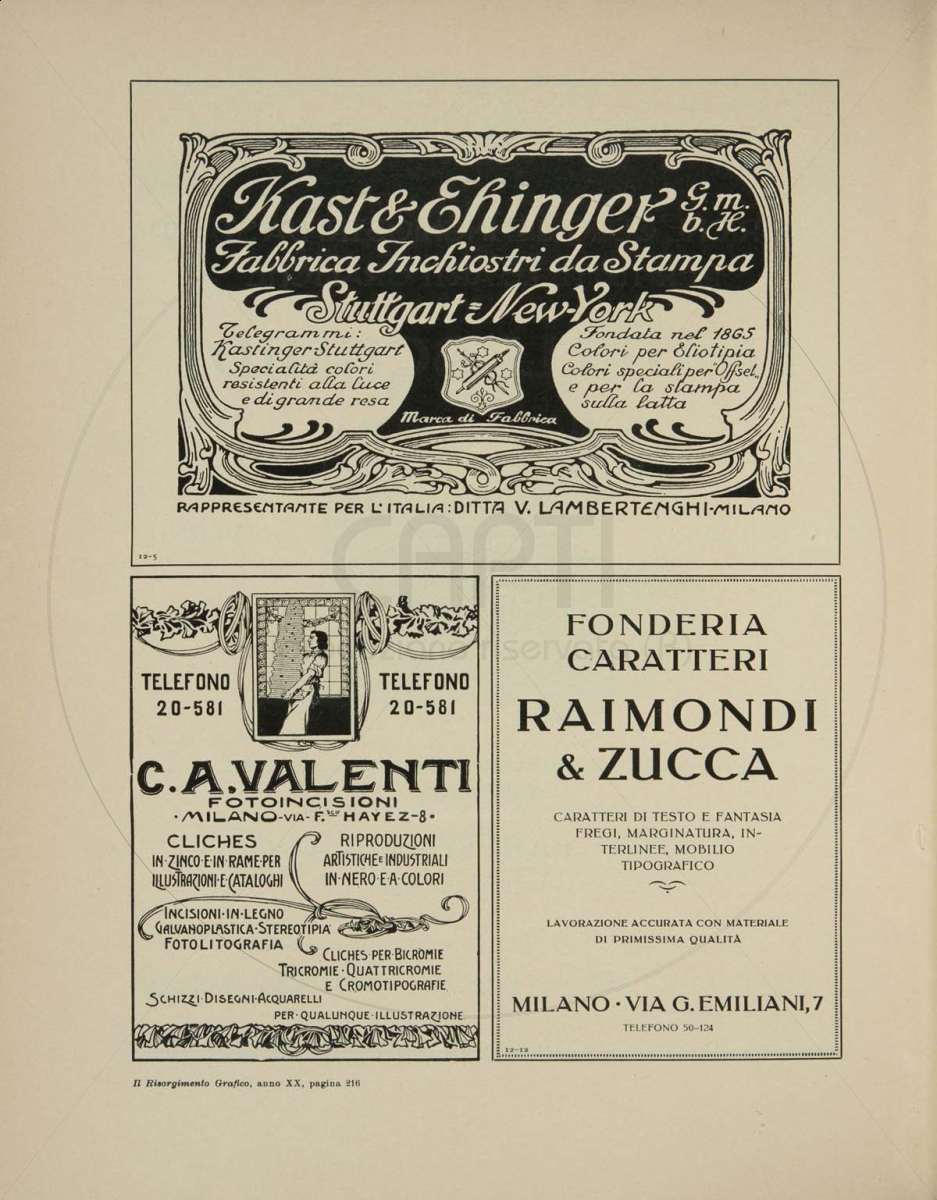 Kast & Ehinger G.m.b.H.
Fabbrica Inchiostri da Stampa
Stuttgart = New-York
Telegrammi:
Kastinger Stuttgart
Specialità colori
resistenti alla luce
e di grande resa
Fondata nel 1865
Colori per Eliotipia
Colori speciali per Offset,
e per la stampa
sulla latta
Marca di Fabbrica
RAPPRESENTANTE PER L'ITALIA: DITTA V. LAMBERTENGHI-MILANO
12-5
TELEFONO
20-581
TELEFONO
20-581
C.A.VALENTI
FOTOINCISIONI
·MILANO-VIA-F.sco HAYEZ-8·
CLICHES
IN·ZINCO·E·IN·RAME·PER
ILLUSTRAZIONI·E·CATALOGHI
RIPRODUZIONI
ARTISTICHE E INDUSTRIALI
IN·NERO·E·A·COLORI
INCISIONI·IN·LEGNO
GALVANOPLASTICA-STEREOTIPIA
FOTOLITOGRAFIA
CLICHES PER·BICROMIE
TRICROMIE·QUATTRICROMIE
E CROMOTIPOGRAFIE
SCHIZZI·DISEGNI·ACQUARELLI
PER·QUALUNQUE·ILLUSTRAZIONE
FONDERIA
CARATTERI
RAIMONDI
& ZUCCA
CARATTERI DI TESTO E FANTASIA
FREGI, MARGINATURA, IN-
TERLINEE, MOBILIO
TIPOGRAFICO
LAVORAZIONE ACCURATA CON MATERIALE
DI PRIMISSIMA QUALITÀ
MILANO · VIA G. EMILIANI, 7
TELEFONO 50-124
12-12
Il Risorgimento Grafico, anno XX, pagina 216
CAPTI